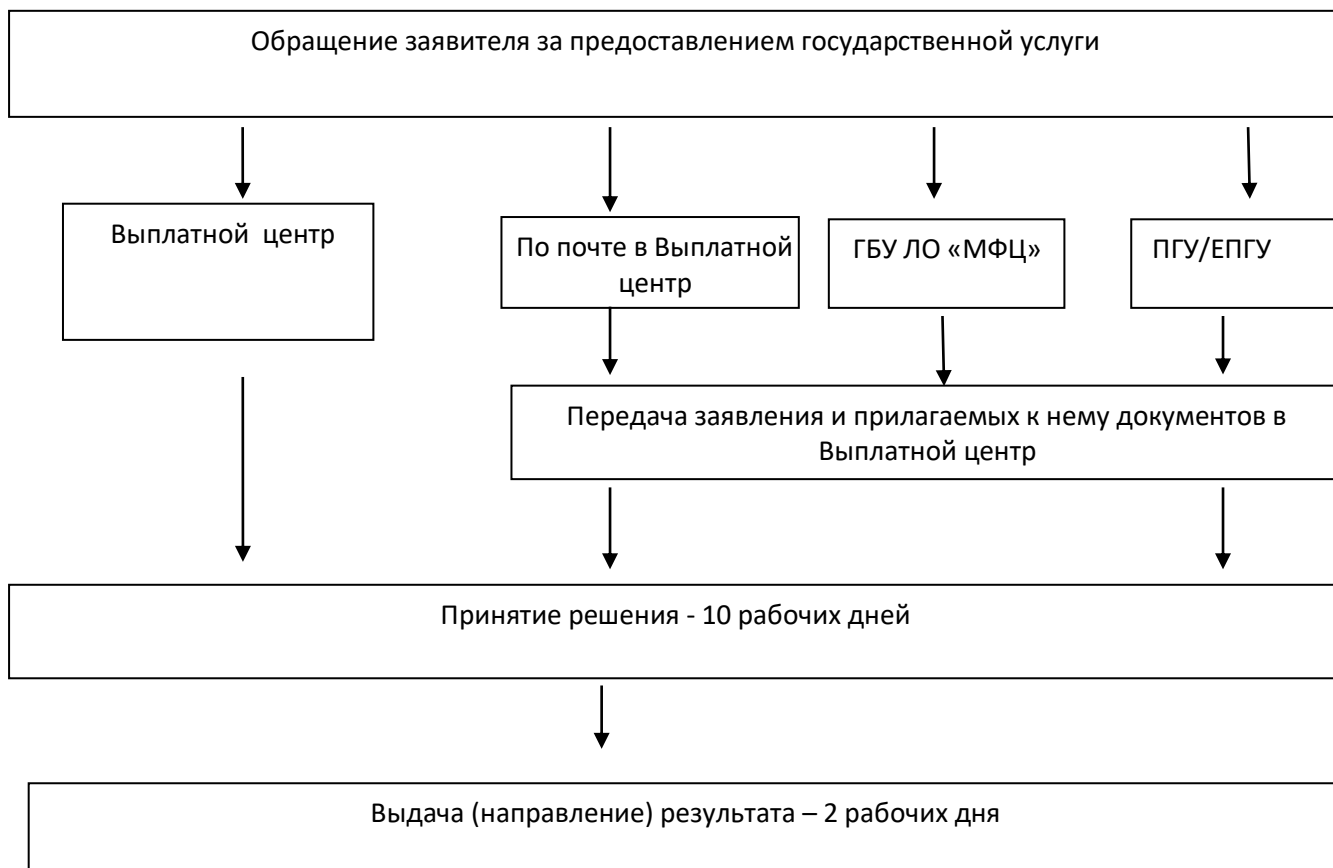 Обращение заявителя за предоставлением государственной услуги
Выплатной  центр
По почте в Выплатной
центр
ГБУ ЛО «МФЦ»
ПГУ/ЕПГУ
Передача заявления и прилагаемых к нему документов в
Выплатной центр
Принятие решения - 10 рабочих дней
Выдача (направление) результата – 2 рабочих дня